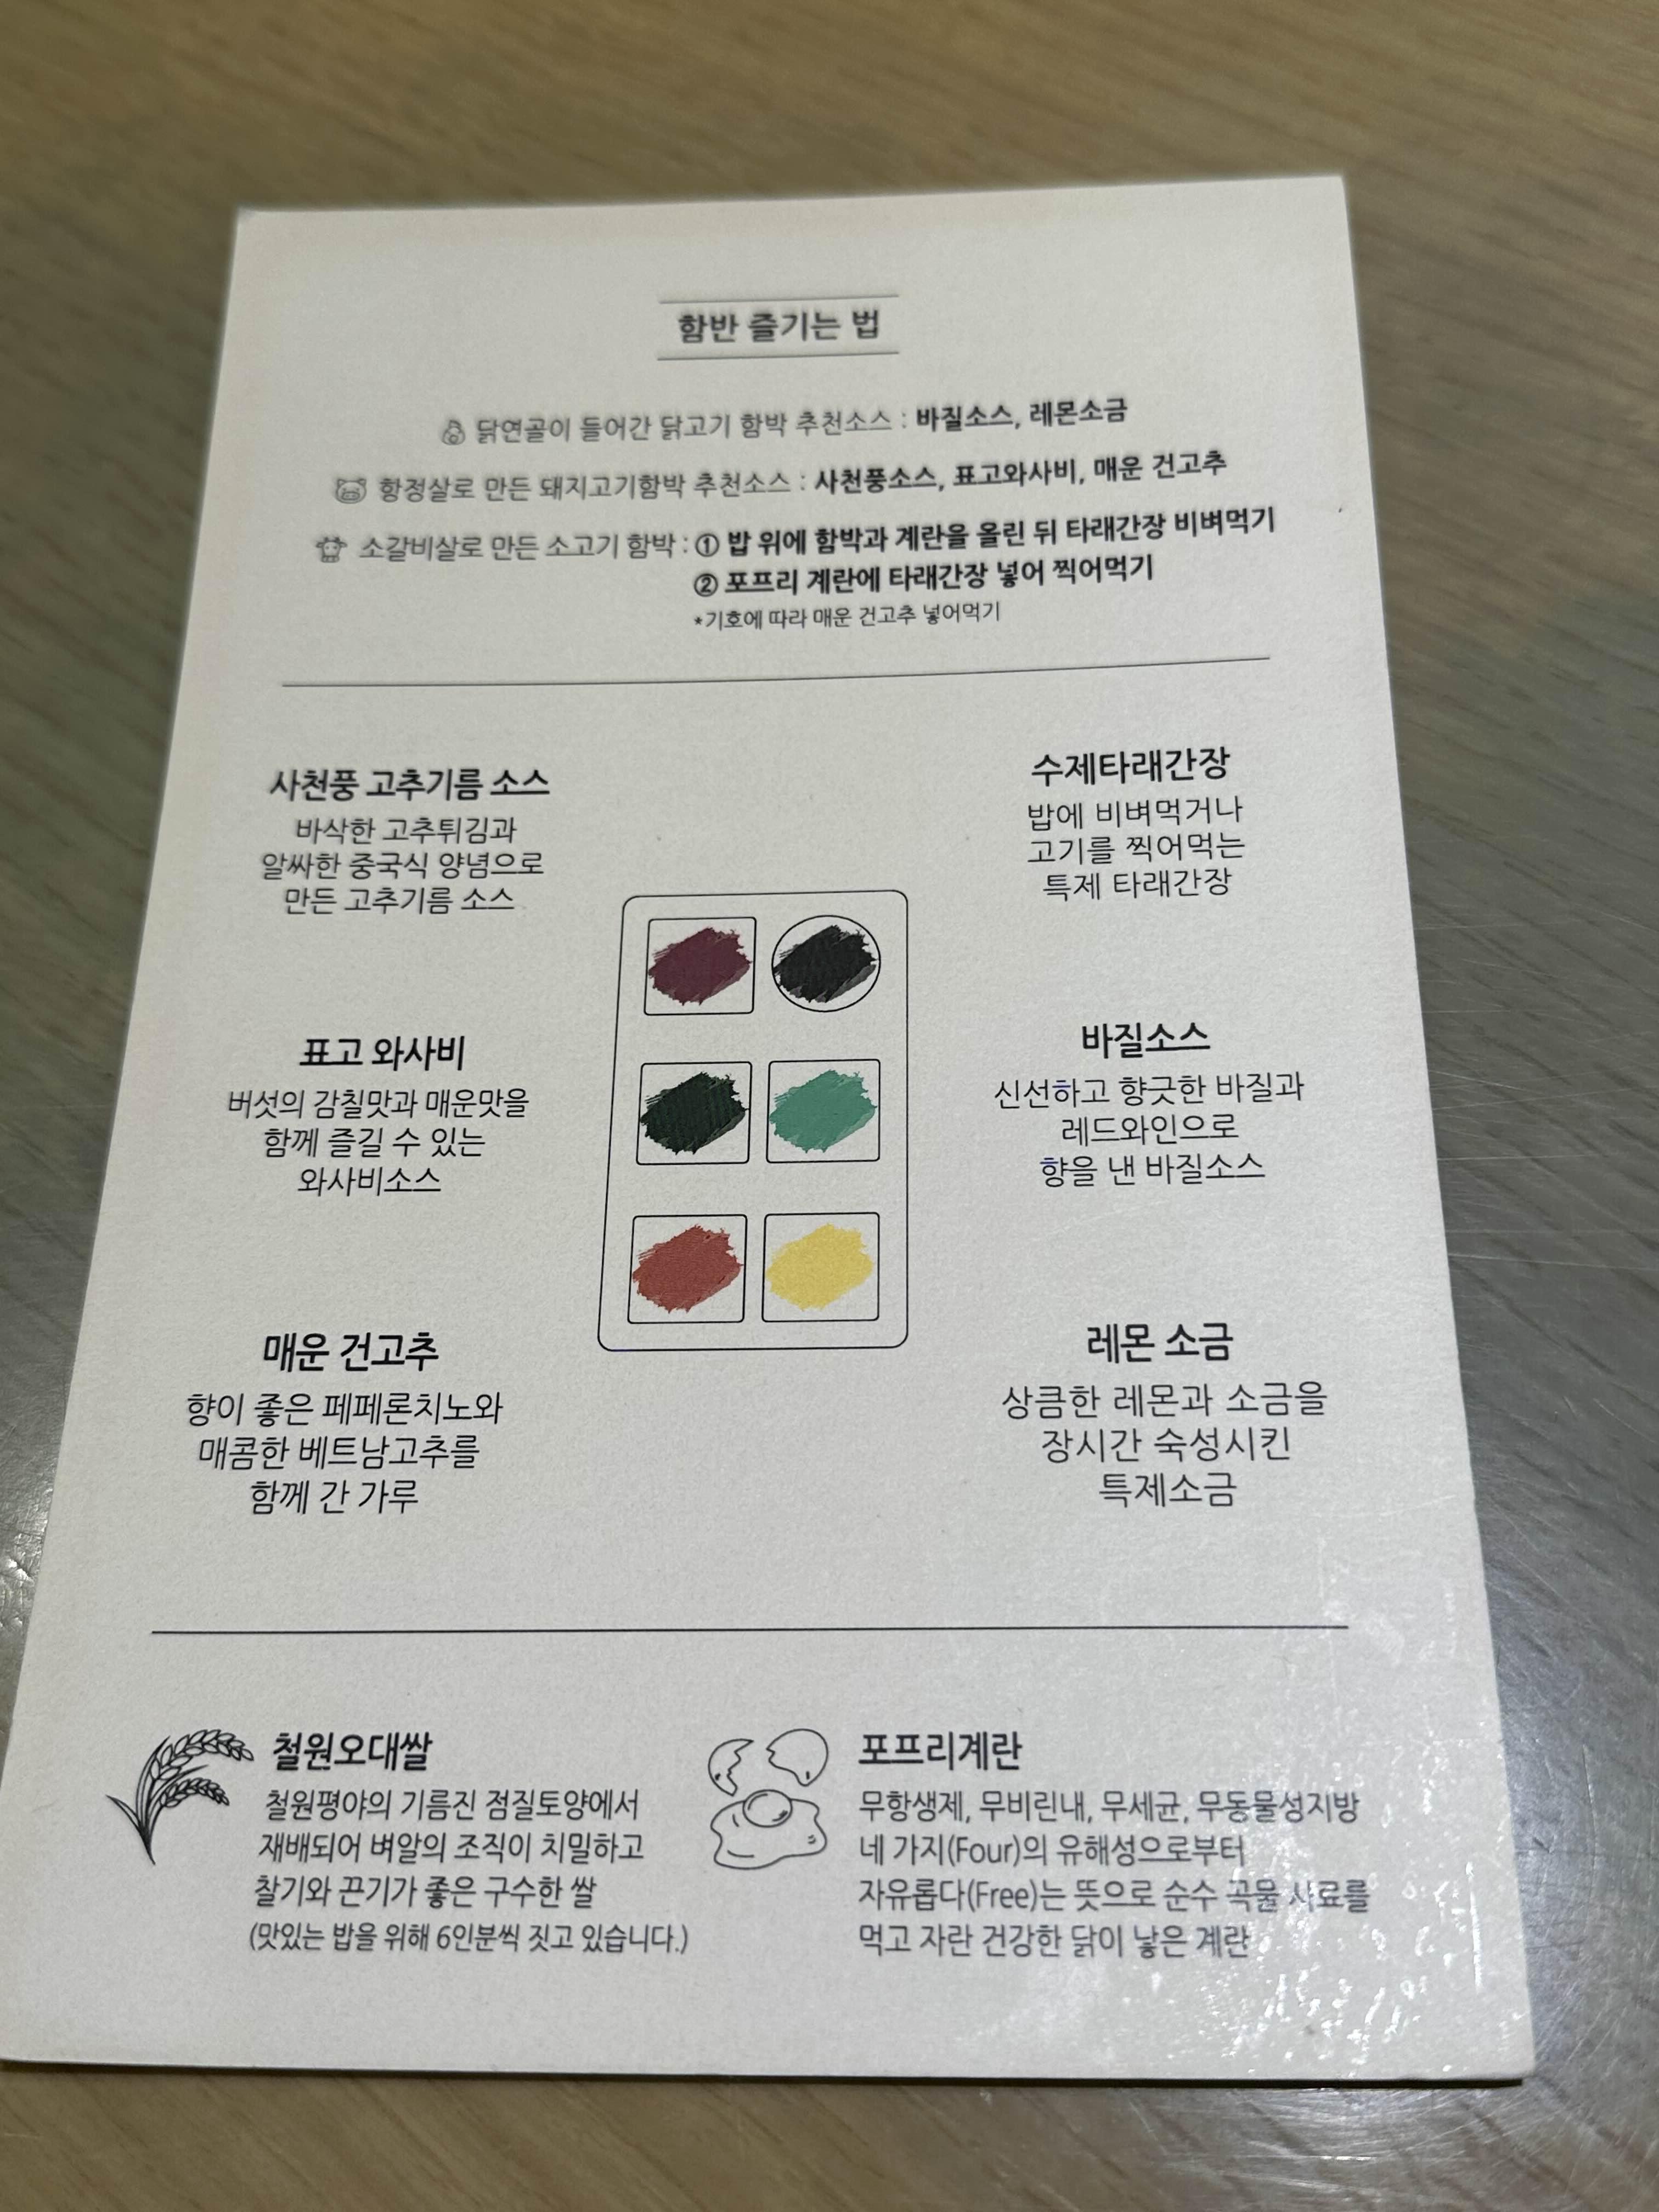 함반 즐기는 법
닭연골이 들어간 닭고기 함박 추천소스 : 바질소스, 레몬소금
항정살로 만든 돼지고기함박 추천소스 : 사천풍소스, 표고와사비, 매운 건고추
소갈비살로 만든 소고기 함박 : ① 밥 위에 함박과 계란을 올린 뒤 타래간장 비벼먹기
② 포프리 계란에 타래간장 넣어 찍어먹기
*기호에 따라 매운 건고추 넣어먹기
사천풍 고추기름 소스
바삭한 고추튀김과
알싸한 중국식 양념으로
만든 고추기름 소스
수제타래간장
밥에 비벼먹거나
고기를 찍어먹는
특제 타래간장
표고 와사비
버섯의 감칠맛과 매운맛을
함께 즐길 수 있는
와사비소스
바질소스
신선하고 향긋한 바질과
레드와인으로
향을 낸 바질소스
매운 건고추
향이 좋은 페페론치노와
매콤한 베트남고추를
함께 간 가루
레몬 소금
상큼한 레몬과 소금을
장시간 숙성시킨
특제소금
철원오대쌀
철원평야의 기름진 점질토양에서
재배되어 벼알의 조직이 치밀하고
찰기와 끈기가 좋은 구수한 쌀
(맛있는 밥을 위해 6인분씩 짓고 있습니다.)
포프리계란
무항생제, 무비린내, 무세균, 무동물성지방
네 가지(Four)의 유해성으로부터
자유롭다(Free)는 뜻으로 순수 곡물 사료를
먹고 자란 건강한 닭이 낳은 계란